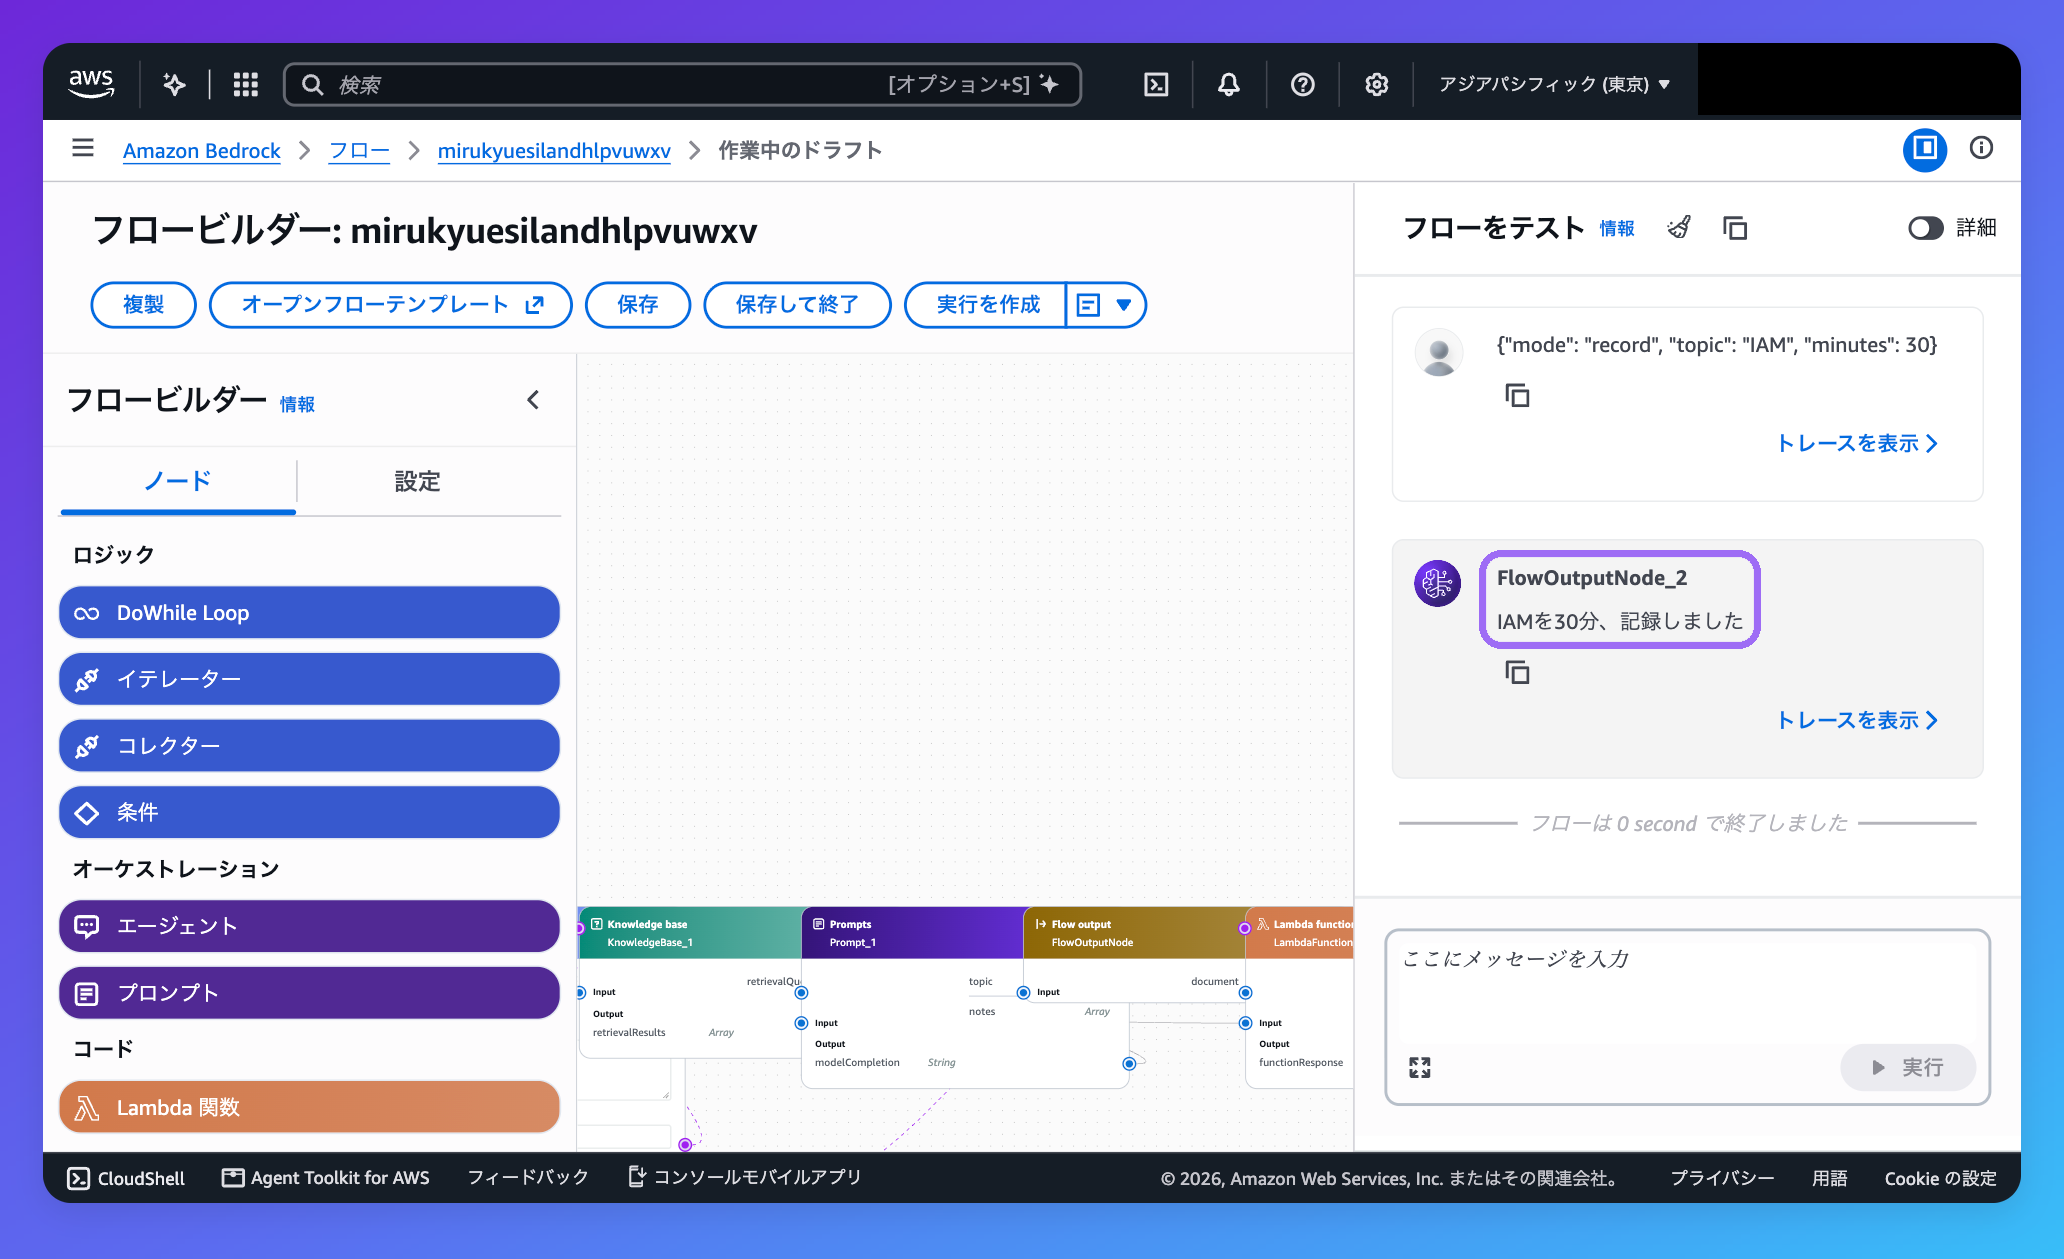 aws
検索
[オプション+S]
アジアパシフィック (東京) ▼
Amazon Bedrock > フロー > mirukyuesilandhlpvuwxv > 作業中のドラフト
フロービルダー: mirukyuesilandhlpvuwxv
複製
オープンフローテンプレート
保存
保存して終了
実行を作成
フロービルダー 情報
ノード
設定
ロジック
DoWhile Loop
イテレーター
コレクター
条件
オーケストレーション
エージェント
プロンプト
コード
Lambda 関数
Knowledge base
KnowledgeBase_1
retrievalQu
Input
Output
retrievalResults Array
Prompts
Prompt_1
topic
notes Array
Input
Output
modelCompletion String
Flow output
FlowOutputNode
document
Input
Lambda function
LambdaFunction
Input
Output
functionResponse
フローをテスト 情報
詳細
{"mode": "record", "topic": "IAM", "minutes": 30}
トレースを表示
FlowOutputNode_2
IAMを30分、記録しました
トレースを表示
フローは 0 second で終了しました
ここにメッセージを入力
実行
CloudShell
Agent Toolkit for AWS
フィードバック
コンソールモバイルアプリ
© 2026, Amazon Web Services, Inc. またはその関連会社。
プライバシー
用語
Cookie の設定